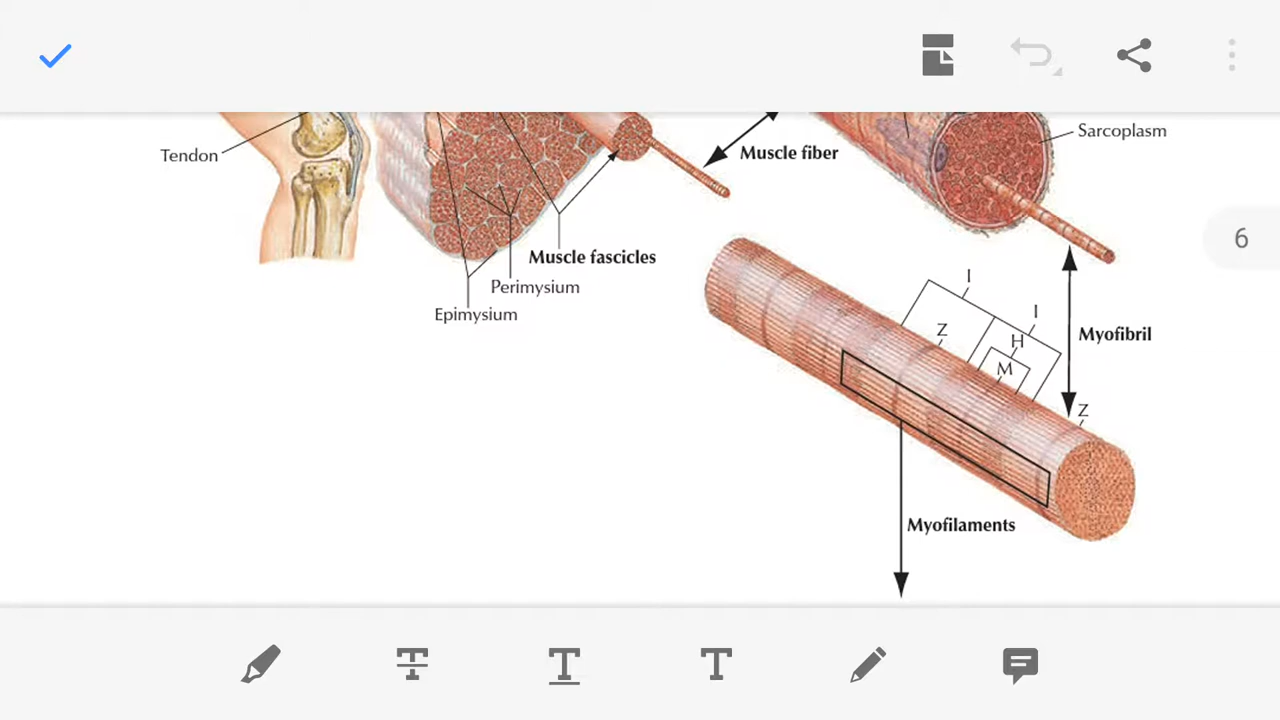 Tendon
Muscle fiber
Sarcoplasm
Muscle fascicles
Perimysium
Epimysium
I
I
Z
H
M
Myofibril
Z
Myofilaments
6